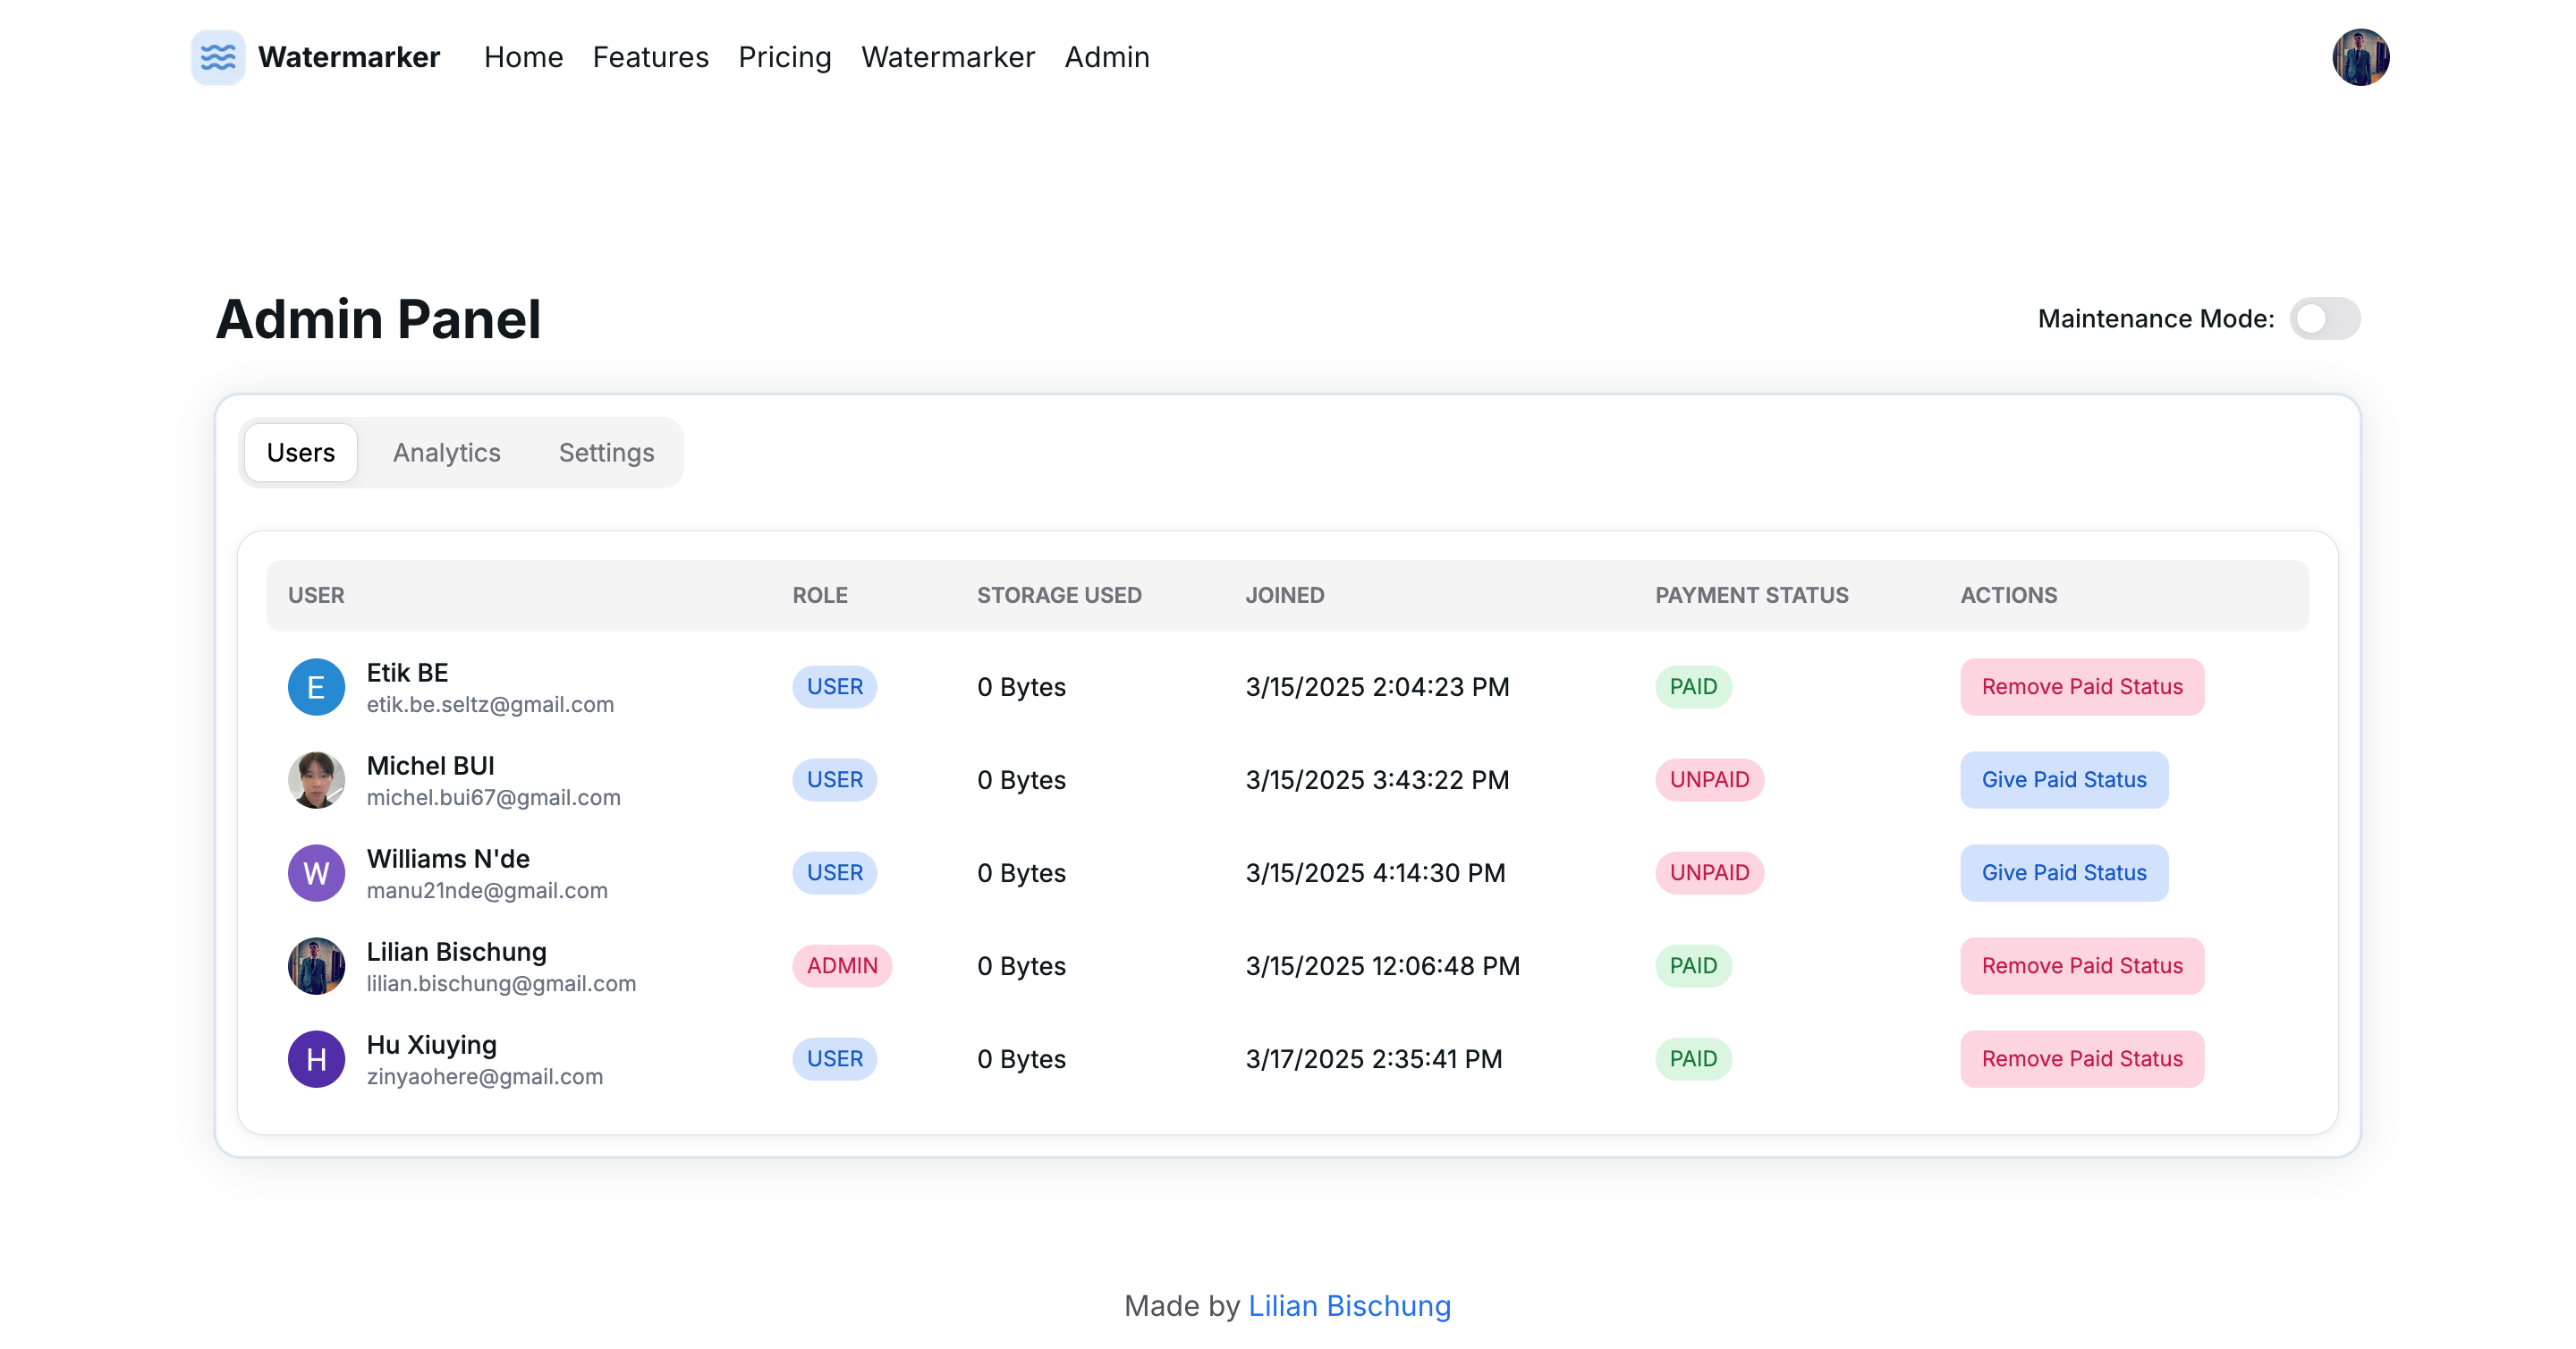 Watermarker Home Features Pricing Watermarker Admin
Admin Panel
Maintenance Mode:
Users Analytics Settings
USER ROLE STORAGE USED JOINED PAYMENT STATUS ACTIONS
E Etik BE
etik.be.seltz@gmail.com
USER 0 Bytes 3/15/2025 2:04:23 PM PAID Remove Paid Status
Michel BUI
michel.bui67@gmail.com
USER 0 Bytes 3/15/2025 3:43:22 PM UNPAID Give Paid Status
W Williams N'de
manu21nde@gmail.com
USER 0 Bytes 3/15/2025 4:14:30 PM UNPAID Give Paid Status
Lilian Bischung
lilian.bischung@gmail.com
ADMIN 0 Bytes 3/15/2025 12:06:48 PM PAID Remove Paid Status
H Hu Xiuying
zinyaohere@gmail.com
USER 0 Bytes 3/17/2025 2:35:41 PM PAID Remove Paid Status
Made by Lilian Bischung